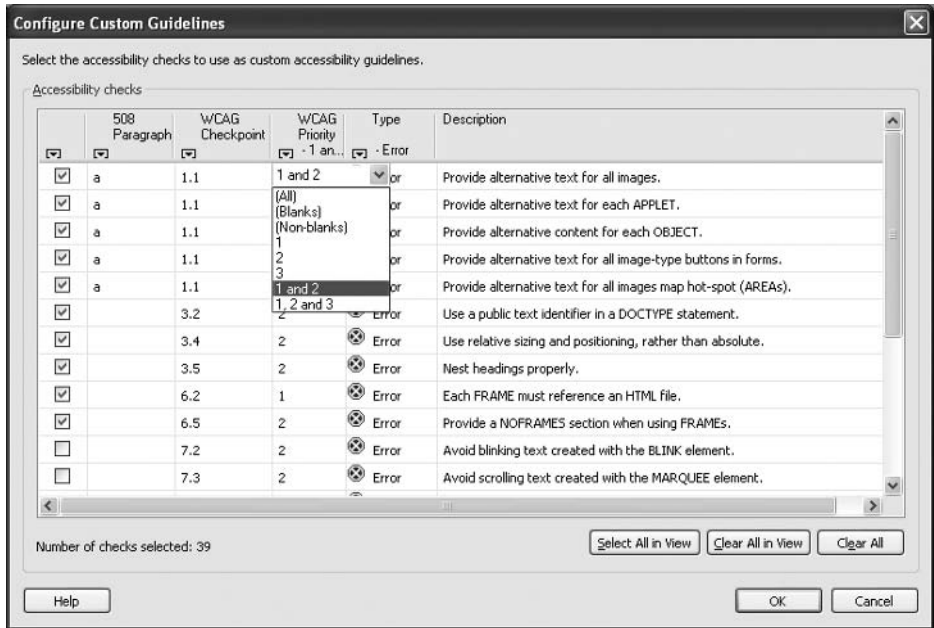 Configure Custom Guidelines
Select the accessibility checks to use as custom accessibility guidelines.
Accessibility checks
508 Paragraph WCAG Checkpoint WCAG Priority - 1 an... Type - Error Description
a 1.1 1 and 2 or Provide alternative text for all images.
(All)
(Blanks)
(Non-blanks)
1
2
3
1 and 2
1, 2 and 3
a 1.1 or Provide alternative text for each APPLET.
a 1.1 or Provide alternative content for each OBJECT.
a 1.1 or Provide alternative text for all image-type buttons in forms.
a 1.1 or Provide alternative text for all images map hot-spot (AREAs).
3.2 2 Error Use a public text identifier in a DOCTYPE statement.
3.4 2 Error Use relative sizing and positioning, rather than absolute.
3.5 2 Error Nest headings properly.
6.2 1 Error Each FRAME must reference an HTML file.
6.5 2 Error Provide a NOFRAMES section when using FRAMEs.
7.2 2 Error Avoid blinking text created with the BLINK element.
7.3 2 Error Avoid scrolling text created with the MARQUEE element.
Number of checks selected: 39
Select All in View Clear All in View Clear All
Help OK Cancel